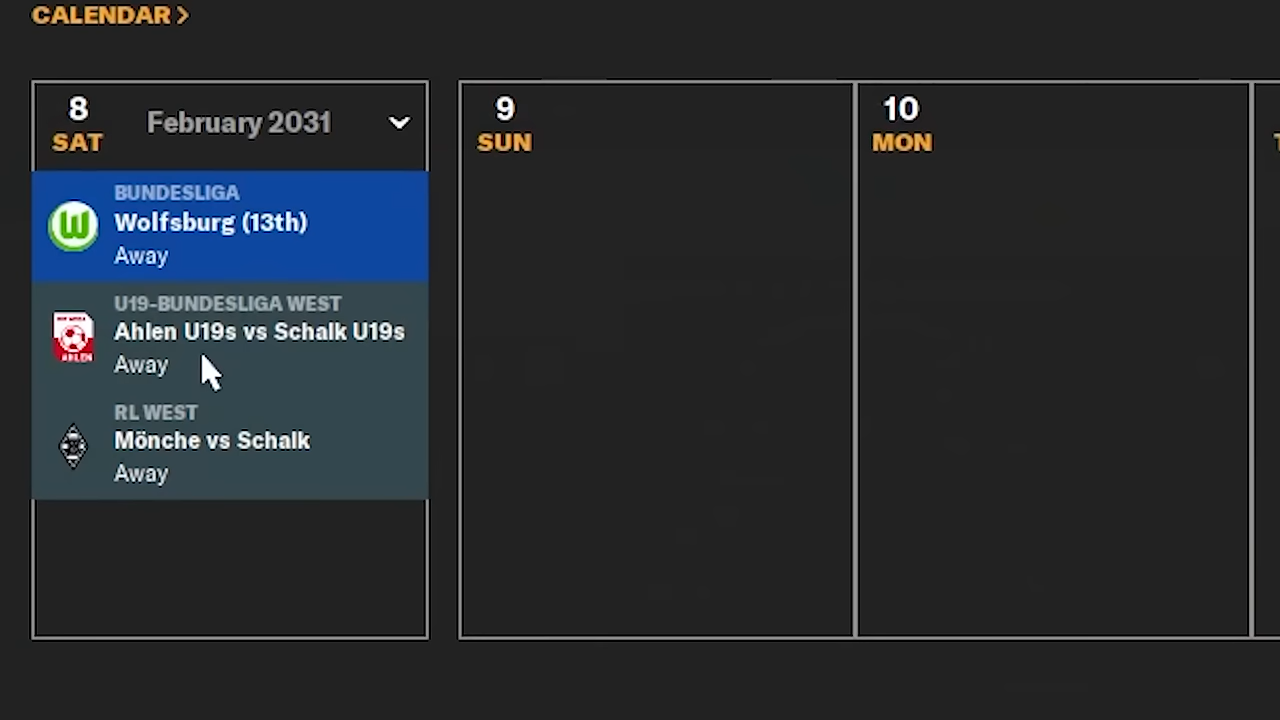 CALENDAR >
8
SAT
February 2031
BUNDESLIGA
Wolfsburg (13th)
Away
U19-BUNDESLIGA WEST
Ahlen U19s vs Schalk U19s
Away
AHLEN
RL WEST
Mönche vs Schalk
Away
9
SUN
10
MON